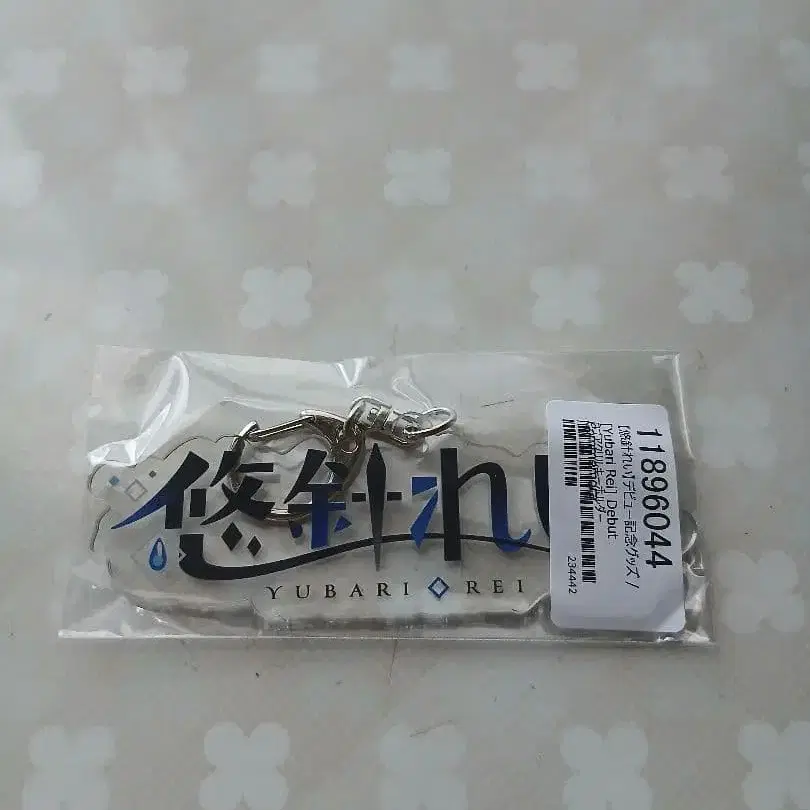 悠針れい
YUBARI REI
11896044
【悠針れい】デビュー記念グッズ /
[Yubari Rei] Debut
234442